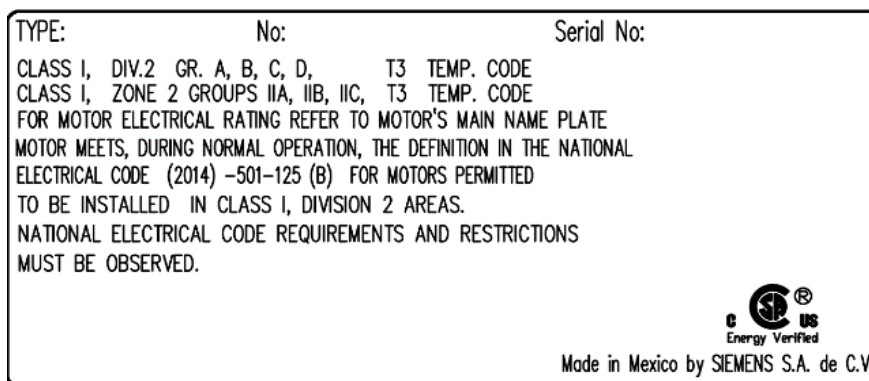 TYPE: No: Serial No:
CLASS I, DIV.2 GR. A, B, C, D, T3 TEMP. CODE
CLASS I, ZONE 2 GROUPS IIA, IIB, IIC, T3 TEMP. CODE
FOR MOTOR ELECTRICAL RATING REFER TO MOTOR'S MAIN NAME PLATE
MOTOR MEETS, DURING NORMAL OPERATION, THE DEFINITION IN THE NATIONAL
ELECTRICAL CODE (2014) -501-125 (B) FOR MOTORS PERMITTED
TO BE INSTALLED IN CLASS I, DIVISION 2 AREAS.
NATIONAL ELECTRICAL CODE REQUIREMENTS AND RESTRICTIONS
MUST BE OBSERVED.
C SA ® US
Energy Verified
Made in Mexico by SIEMENS S.A. de C.V